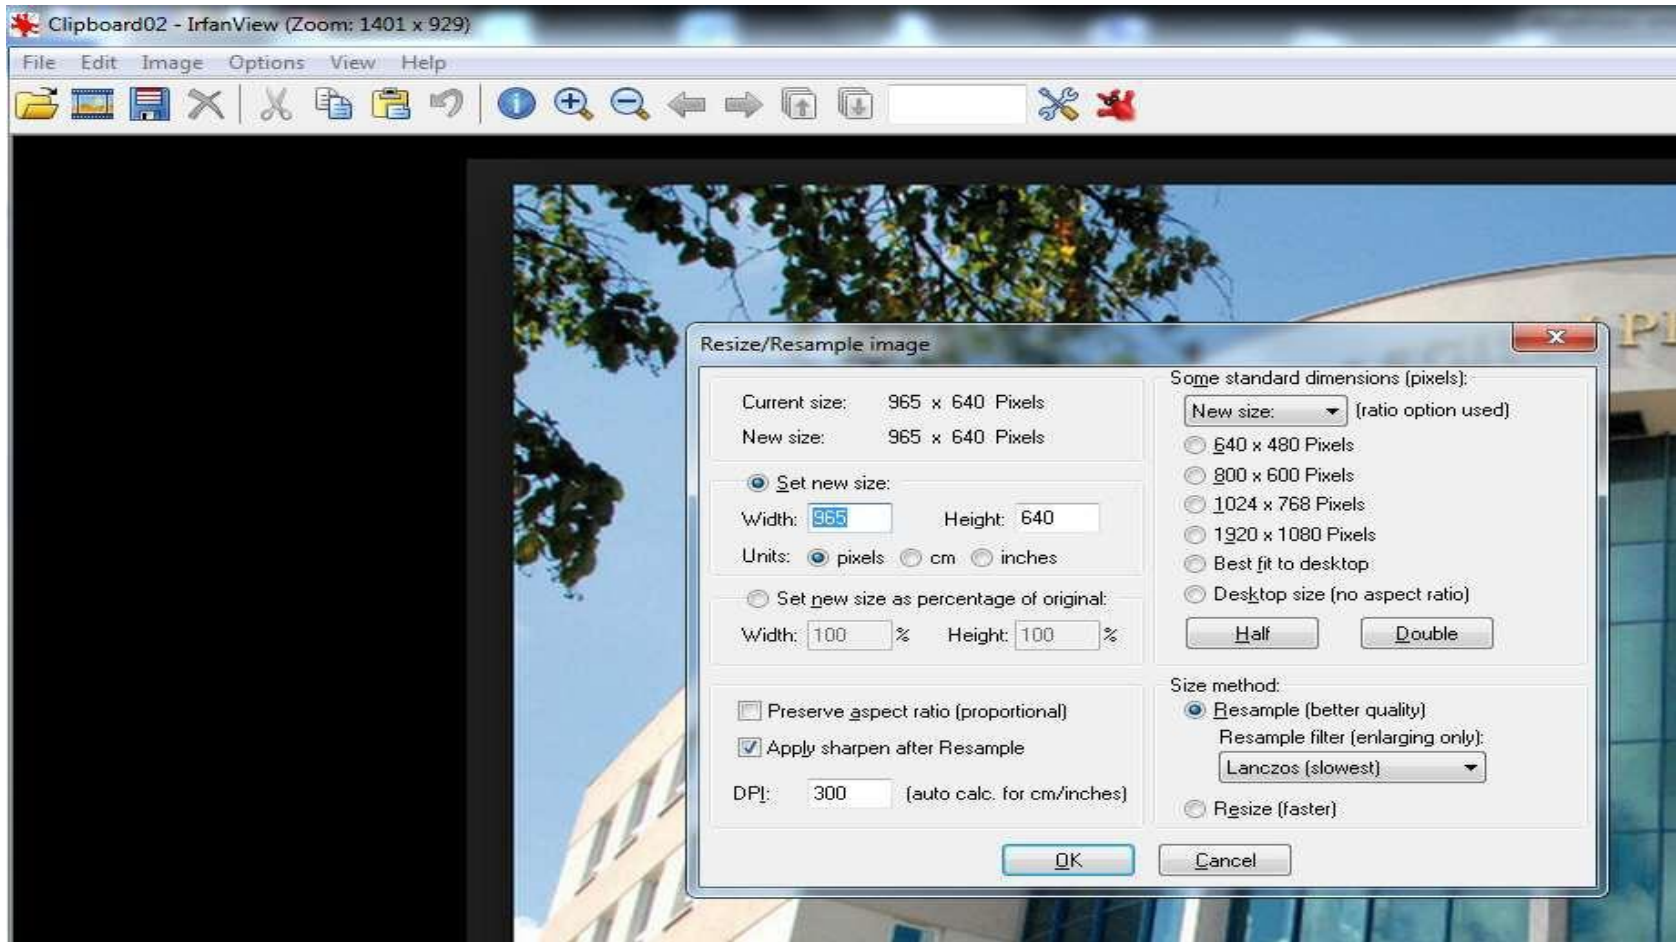 Clipboard02 - IrfanView (Zoom: 1401 x 929)
File Edit Image Options View Help
PI
Resize/Resample image
Current size: 965 x 640 Pixels
New size: 965 x 640 Pixels
Set new size:
Width: 965 Height: 640
Units: pixels cm inches
Set new size as percentage of original:
Width: 100 % Height: 100 %
Preserve aspect ratio (proportional)
Apply sharpen after Resample
DPI: 300 (auto calc. for cm/inches)
Some standard dimensions (pixels):
New size: (ratio option used)
640 x 480 Pixels
800 x 600 Pixels
1024 x 768 Pixels
1920 x 1080 Pixels
Best fit to desktop
Desktop size (no aspect ratio)
Half Double
Size method:
Resample (better quality)
Resample filter (enlarging only):
Lanczos (slowest)
Resize (faster)
OK Cancel